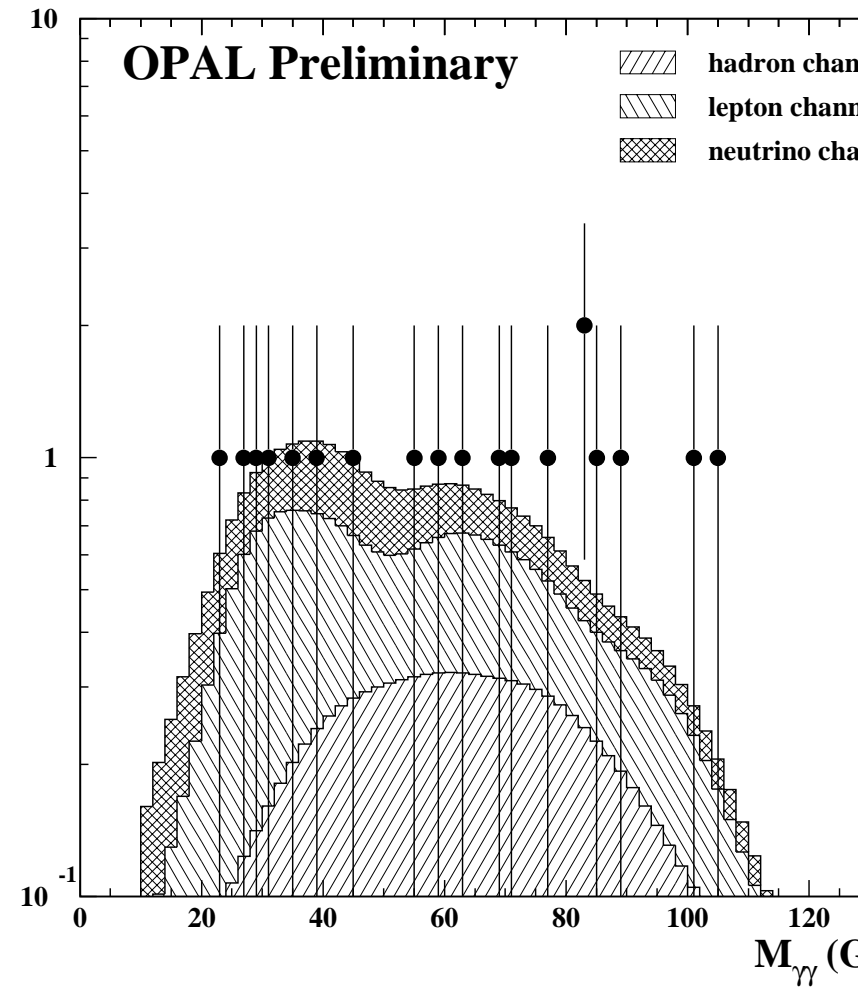 10
OPAL Preliminary
hadron chan
lepton chann
neutrino cha
1
10 -1
0 20 40 60 80 100 120
Mγγ (G